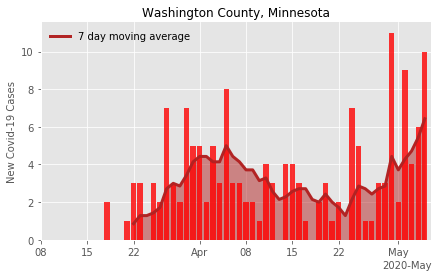 Washington County, Minnesota
7 day moving average
New Covid-19 Cases
10
8
6
4
2
0
08 15 22 Apr 08 15 22 May
2020-May